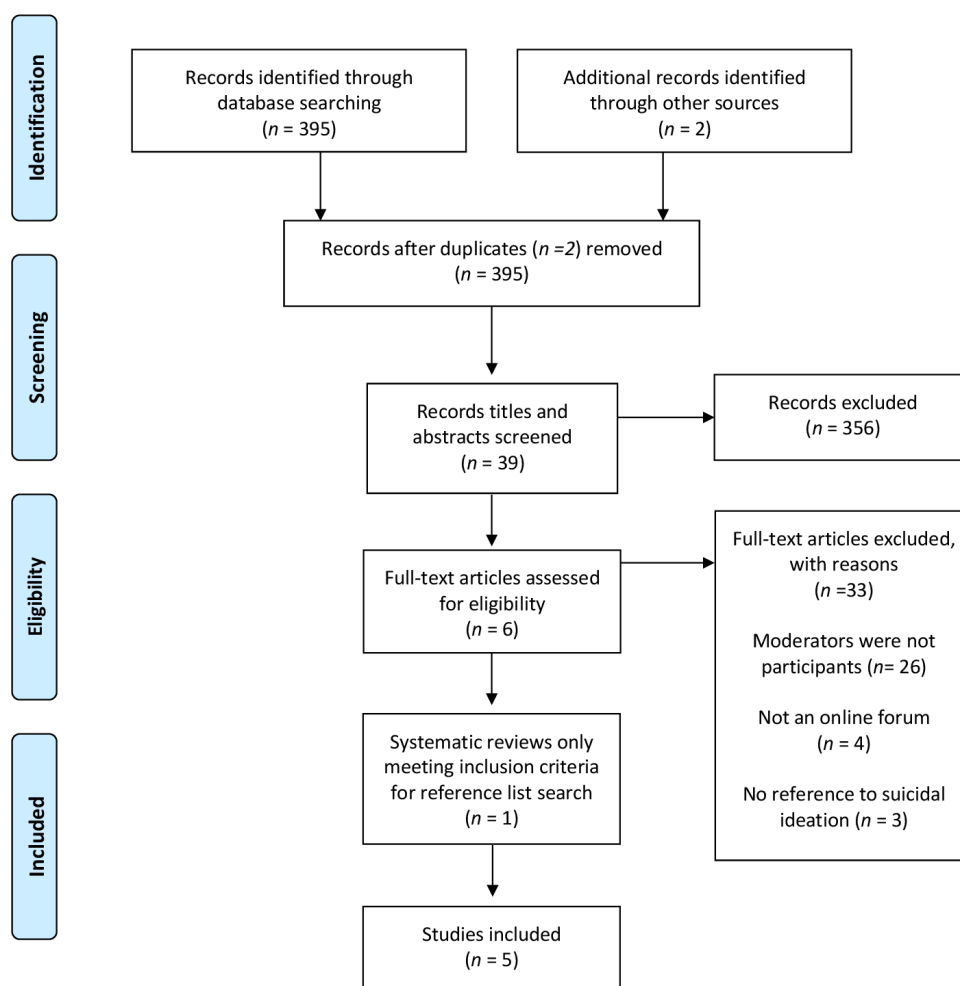 Identification
Records identified through
database searching
(n = 395)
Additional records identified
through other sources
(n = 2)
Records after duplicates (n =2) removed
(n = 395)
Screening
Records titles and
abstracts screened
(n = 39)
Records excluded
(n = 356)
Eligibility
Full-text articles assessed
for eligibility
(n = 6)
Full-text articles excluded,
with reasons
(n =33)
Moderators were not
participants (n= 26)
Not an online forum
(n = 4)
No reference to suicidal
ideation (n = 3)
Included
Systematic reviews only
meeting inclusion criteria
for reference list search
(n = 1)
Studies included
(n = 5)